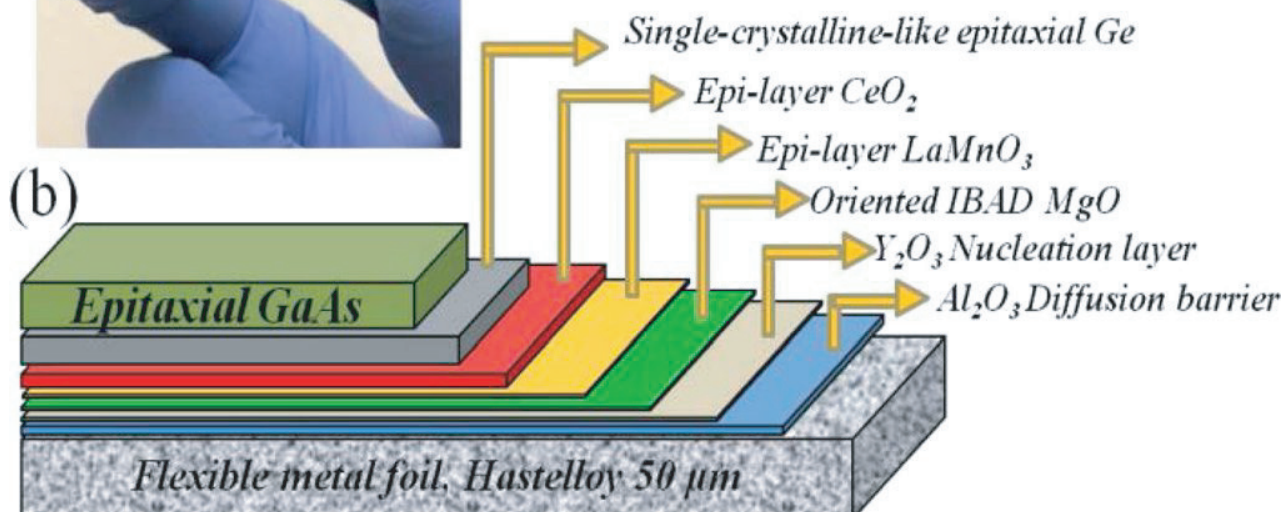 Single-crystalline-like epitaxial Ge
Epi-layer CeO₂
Epi-layer LaMnO₃
(b)
Oriented IBAD MgO
Y₂O₃ Nucleation layer
Al₂O₃ Diffusion barrier
Epitaxial GaAs
Flexible metal foil, Hastelloy 50 μm